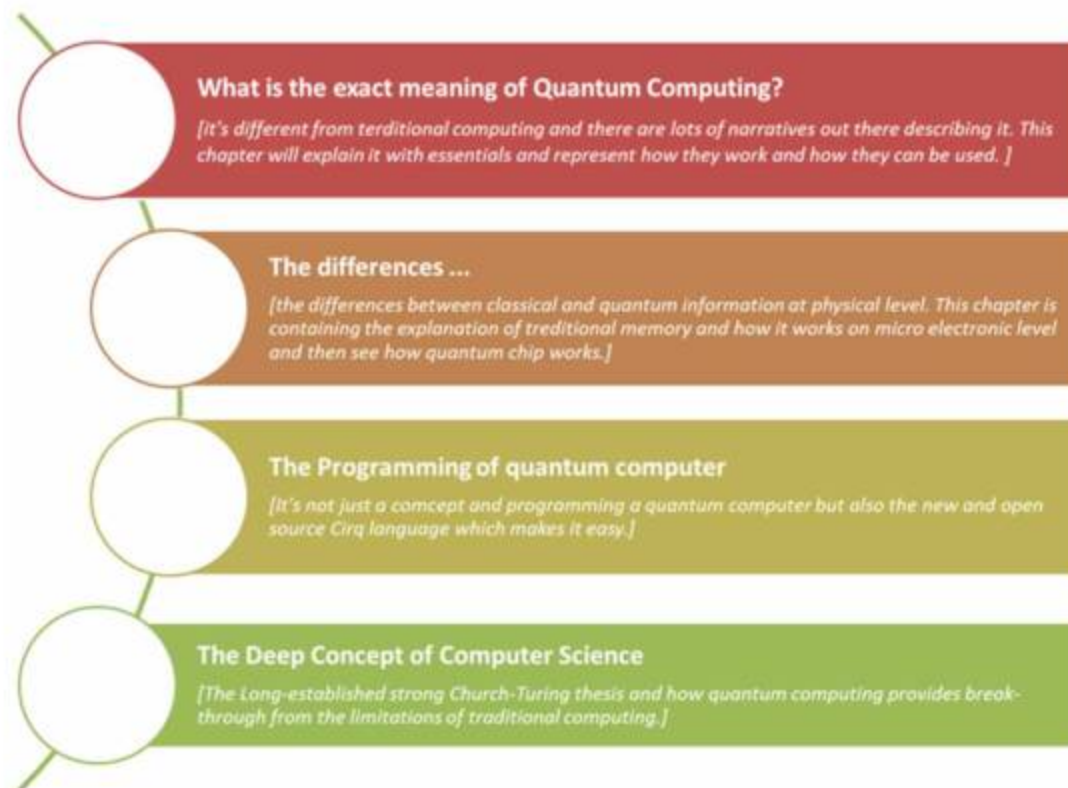 What is the exact meaning of Quantum Computing?
[it's different from terditional computing and there are lots of narratives out there describing it. This
chapter will explain it with essentials and represent how they work and how they can be used. ]
The differences ...
[the differences between classical and quantum information at physical level. This chapter is
containing the explanation of treditional memory and how it works on micro electronic level
and then see how quantum chip works.]
The Programming of quantum computer
[It's not just a comcept and programming a quantum computer but also the new and open
source Cirq language which makes it easy.]
The Deep Concept of Computer Science
[The Long-established strong Church-Turing thesis and how quantum computing provides break-
through from the limitations of traditional computing.]